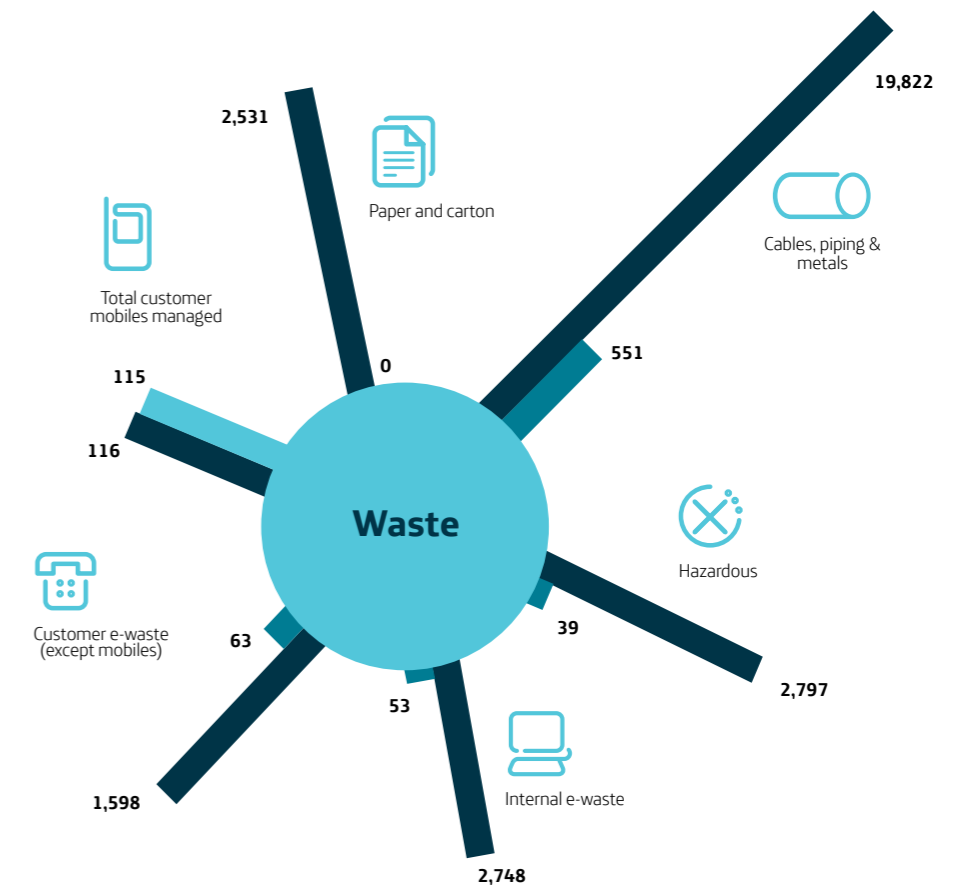 19,822
2,531
Paper and carton
Cables, piping &
metals
Total customer
mobiles managed
551
0
115
116
Waste
Hazardous
39
63
Customer e-waste
(except mobiles)
2,797
53
Internal e-waste
1,598
2,748